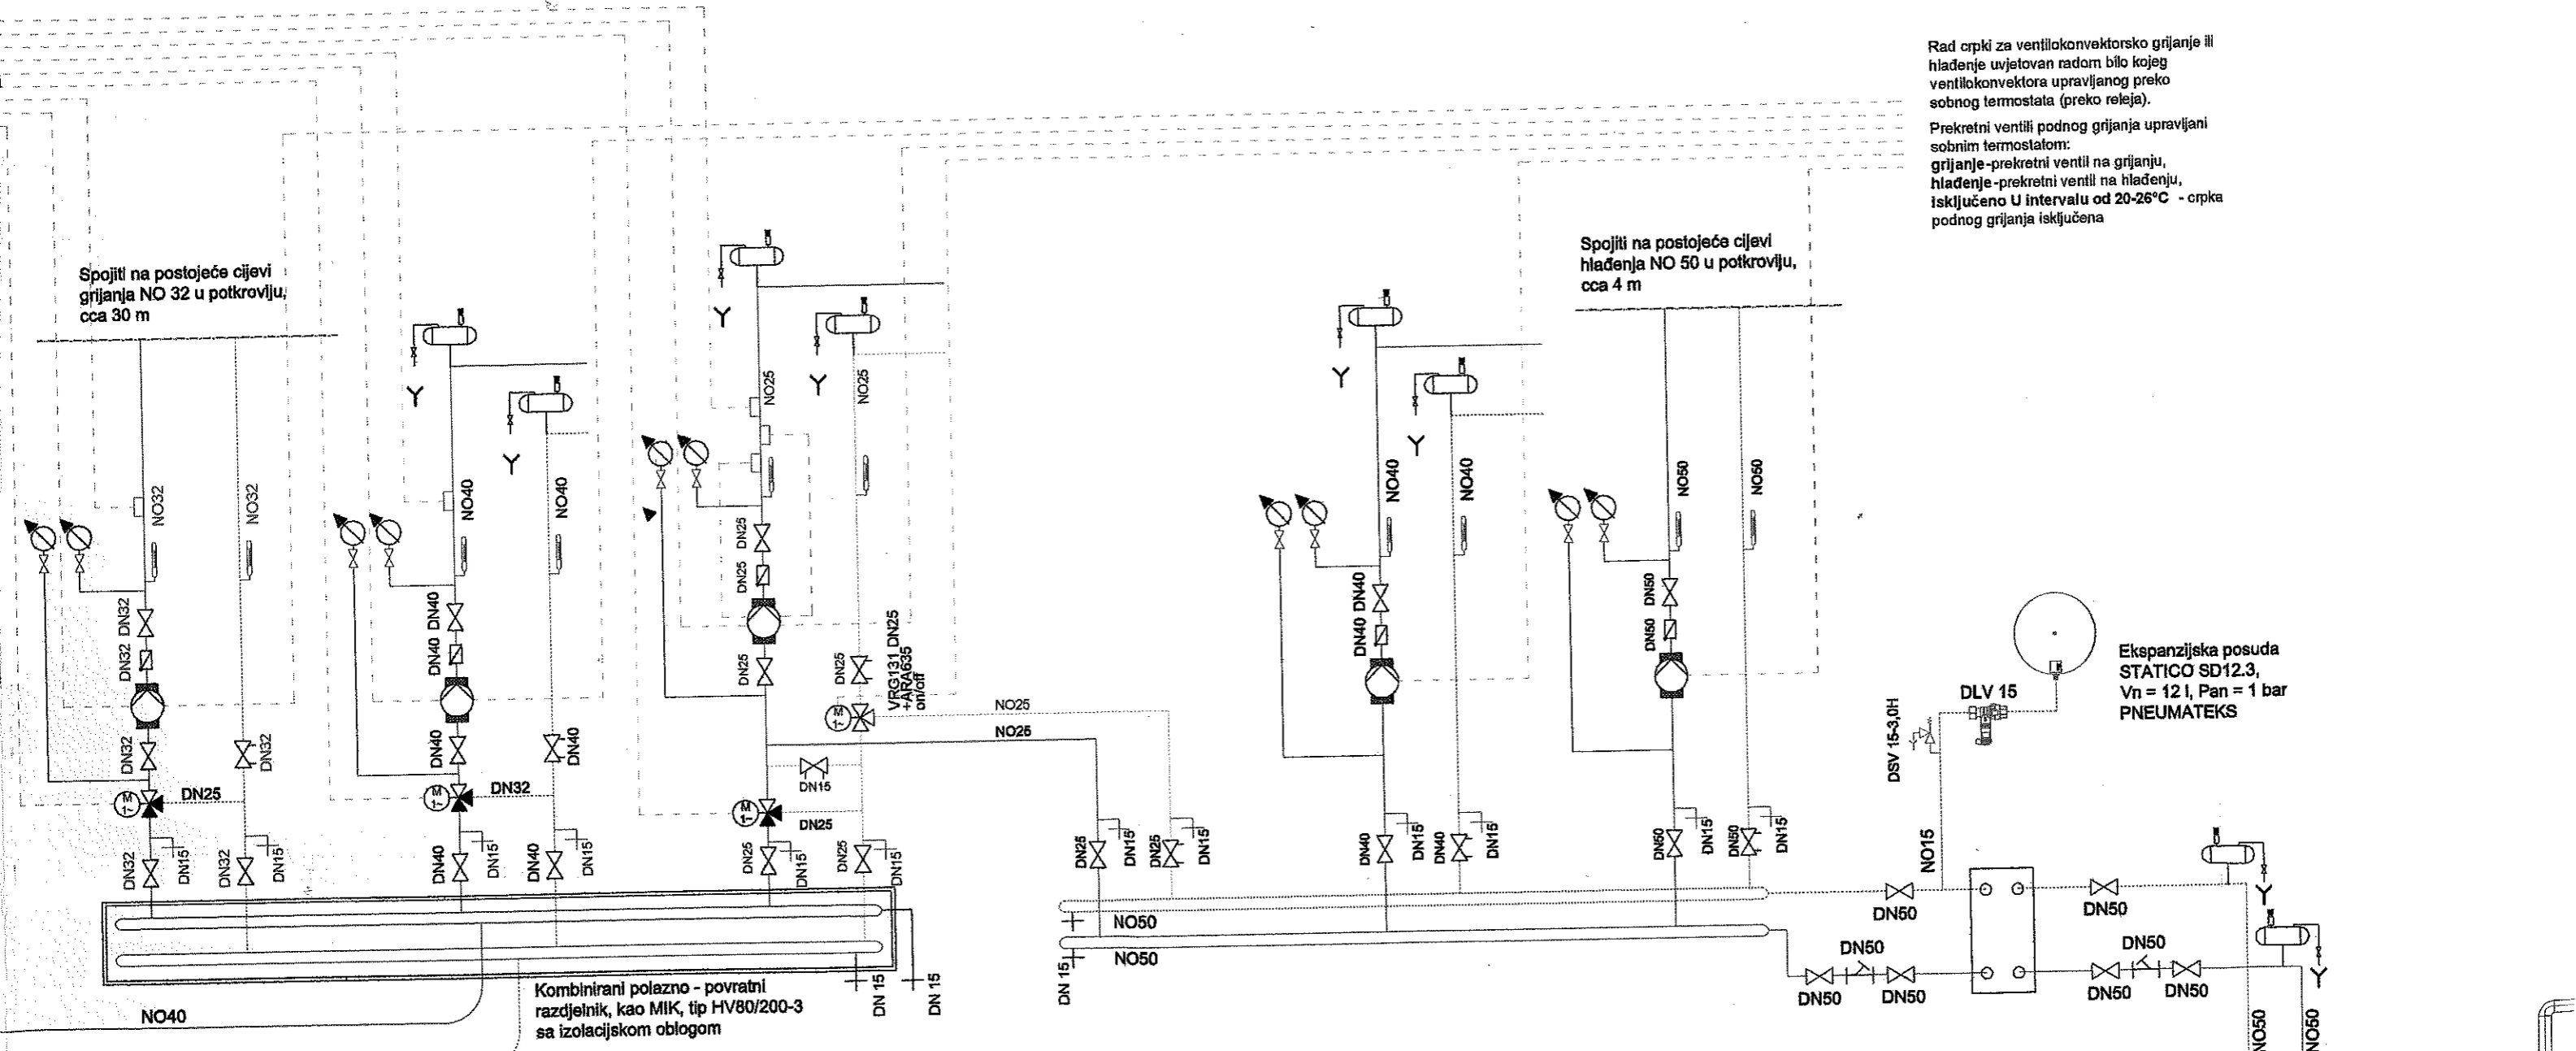 Rad crpki za ventilokonvektorsko grijanje ili
hlađenje uvjetovan radom bilo kojeg
ventilokonvektora upravljanog preko
sobnog termostata (preko releja).
Prekretni ventili podnog grijanja upravljani
sobnim termostatom:
grijanje-prekretni ventil na grijanju,
hlađenje-prekretni ventil na hlađenju,
isključeno U intervalu od 20-26°C - crpka
podnog grijanja isključena
Spojiti na postojeće cijevi
grijanja NO 32 u potkrovlju,
cca 30 m
Spojiti na postojeće cijevi
hlađenja NO 50 u potkrovlju,
cca 4 m
NO32
NO32
NO40
NO40
NO25
NO25
NO40
NO40
NO50
NO50
DN32
DN32
DN32
DN32
DN25
DN32
DN15
DN32
DN15
DN40
DN40
DN40
DN40
DN32
DN40
DN15
DN40
DN15
DN25
DN25
DN25
DN25
VRG131 DN25
+ARA635
on/off
M
M
M
M
NO25
NO25
DN15
DN25
DN25
DN15
DN25
DN15
DN25
DN15
DN25
DN15
DN40
DN40
DN40
DN15
DN40
DN15
DN50
DN50
DN50
DN15
DN50
DN15
Ekspanzijska posuda
STATICO SD12.3,
Vn = 12 l, Pan = 1 bar
PNEUMATEKS
DLV 15
DSV 15-3,0H
NO15
DN50
DN50
NO50
NO50
DN 15
DN50
DN50
DN50
DN50
DN50
DN50
NO50
NO50
NO40
Kombinirani polazno - povratni
razdjelnik, kao MIK, tip HV80/200-3
sa izolacijskom oblogom
DN 15
DN 15